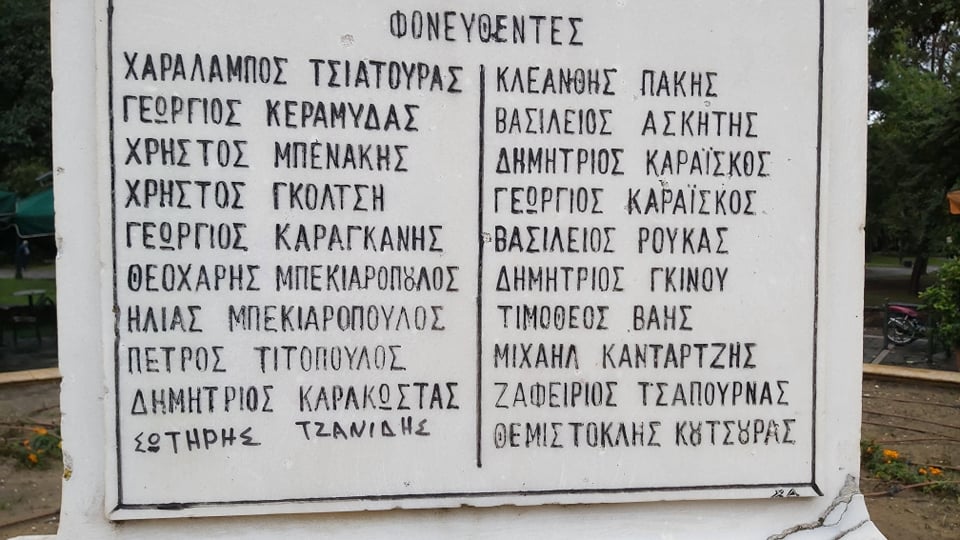 ΦΟΝΕΥΘΕΝΤΕΣ
ΧΑΡΑΛΑΜΠΟΣ ΤΣΙΑΤΟΥΡΑΣ
ΓΕΩΡΓΙΟΣ ΚΕΡΑΜΥΔΑΣ
ΧΡΗΣΤΟΣ ΜΠΕΝΑΚΗΣ
ΧΡΗΣΤΟΣ ΓΚΟΛΤΣΗ
ΓΕΩΡΓΙΟΣ ΚΑΡΑΓΚΑΝΗΣ
ΘΕΟΧΑΡΗΣ ΜΠΕΚΙΑΡΟΠȢΛΟΣ
ΗΛΙΑΣ ΜΠΕΚΙΑΡΟΠΟΥΛΟΣ
ΠΕΤΡΟΣ ΤΙΤΟΠΟΥΛΟΣ
ΔΗΜΗΤΡΙΟΣ ΚΑΡΑΚΩΣΤΑΣ
ΣΩΤΗΡΗΣ ΤΖΑΝΙΔΗΣ
ΚΛΕΑΝΘΗΣ ΠΑΚΗΣ
ΒΑΣΙΛΕΙΟΣ ΑΣΚΗΤΗΣ
ΔΗΜΗΤΡΙΟΣ ΚΑΡΑΪΣΚΟΣ
ΓΕΩΡΓΙΟΣ ΚΑΡΑΪΣΚΟΣ
ΒΑΣΙΛΕΙΟΣ ΡΟΥΚΑΣ
ΔΗΜΗΤΡΙΟΣ ΓΚΙΝΟΥ
ΤΙΜΟΘΕΟΣ ΒΑΗΣ
ΜΙΧΑΗΛ ΚΑΝΤΑΡΤΖΗΣ
ΖΑΦΕΙΡΙΟΣ ΤΣΑΠΟΥΡΝΑΣ
ΘΕΜΙΣΤΟΚΛΗΣ ΚȢΤΣȢΡΑΣ